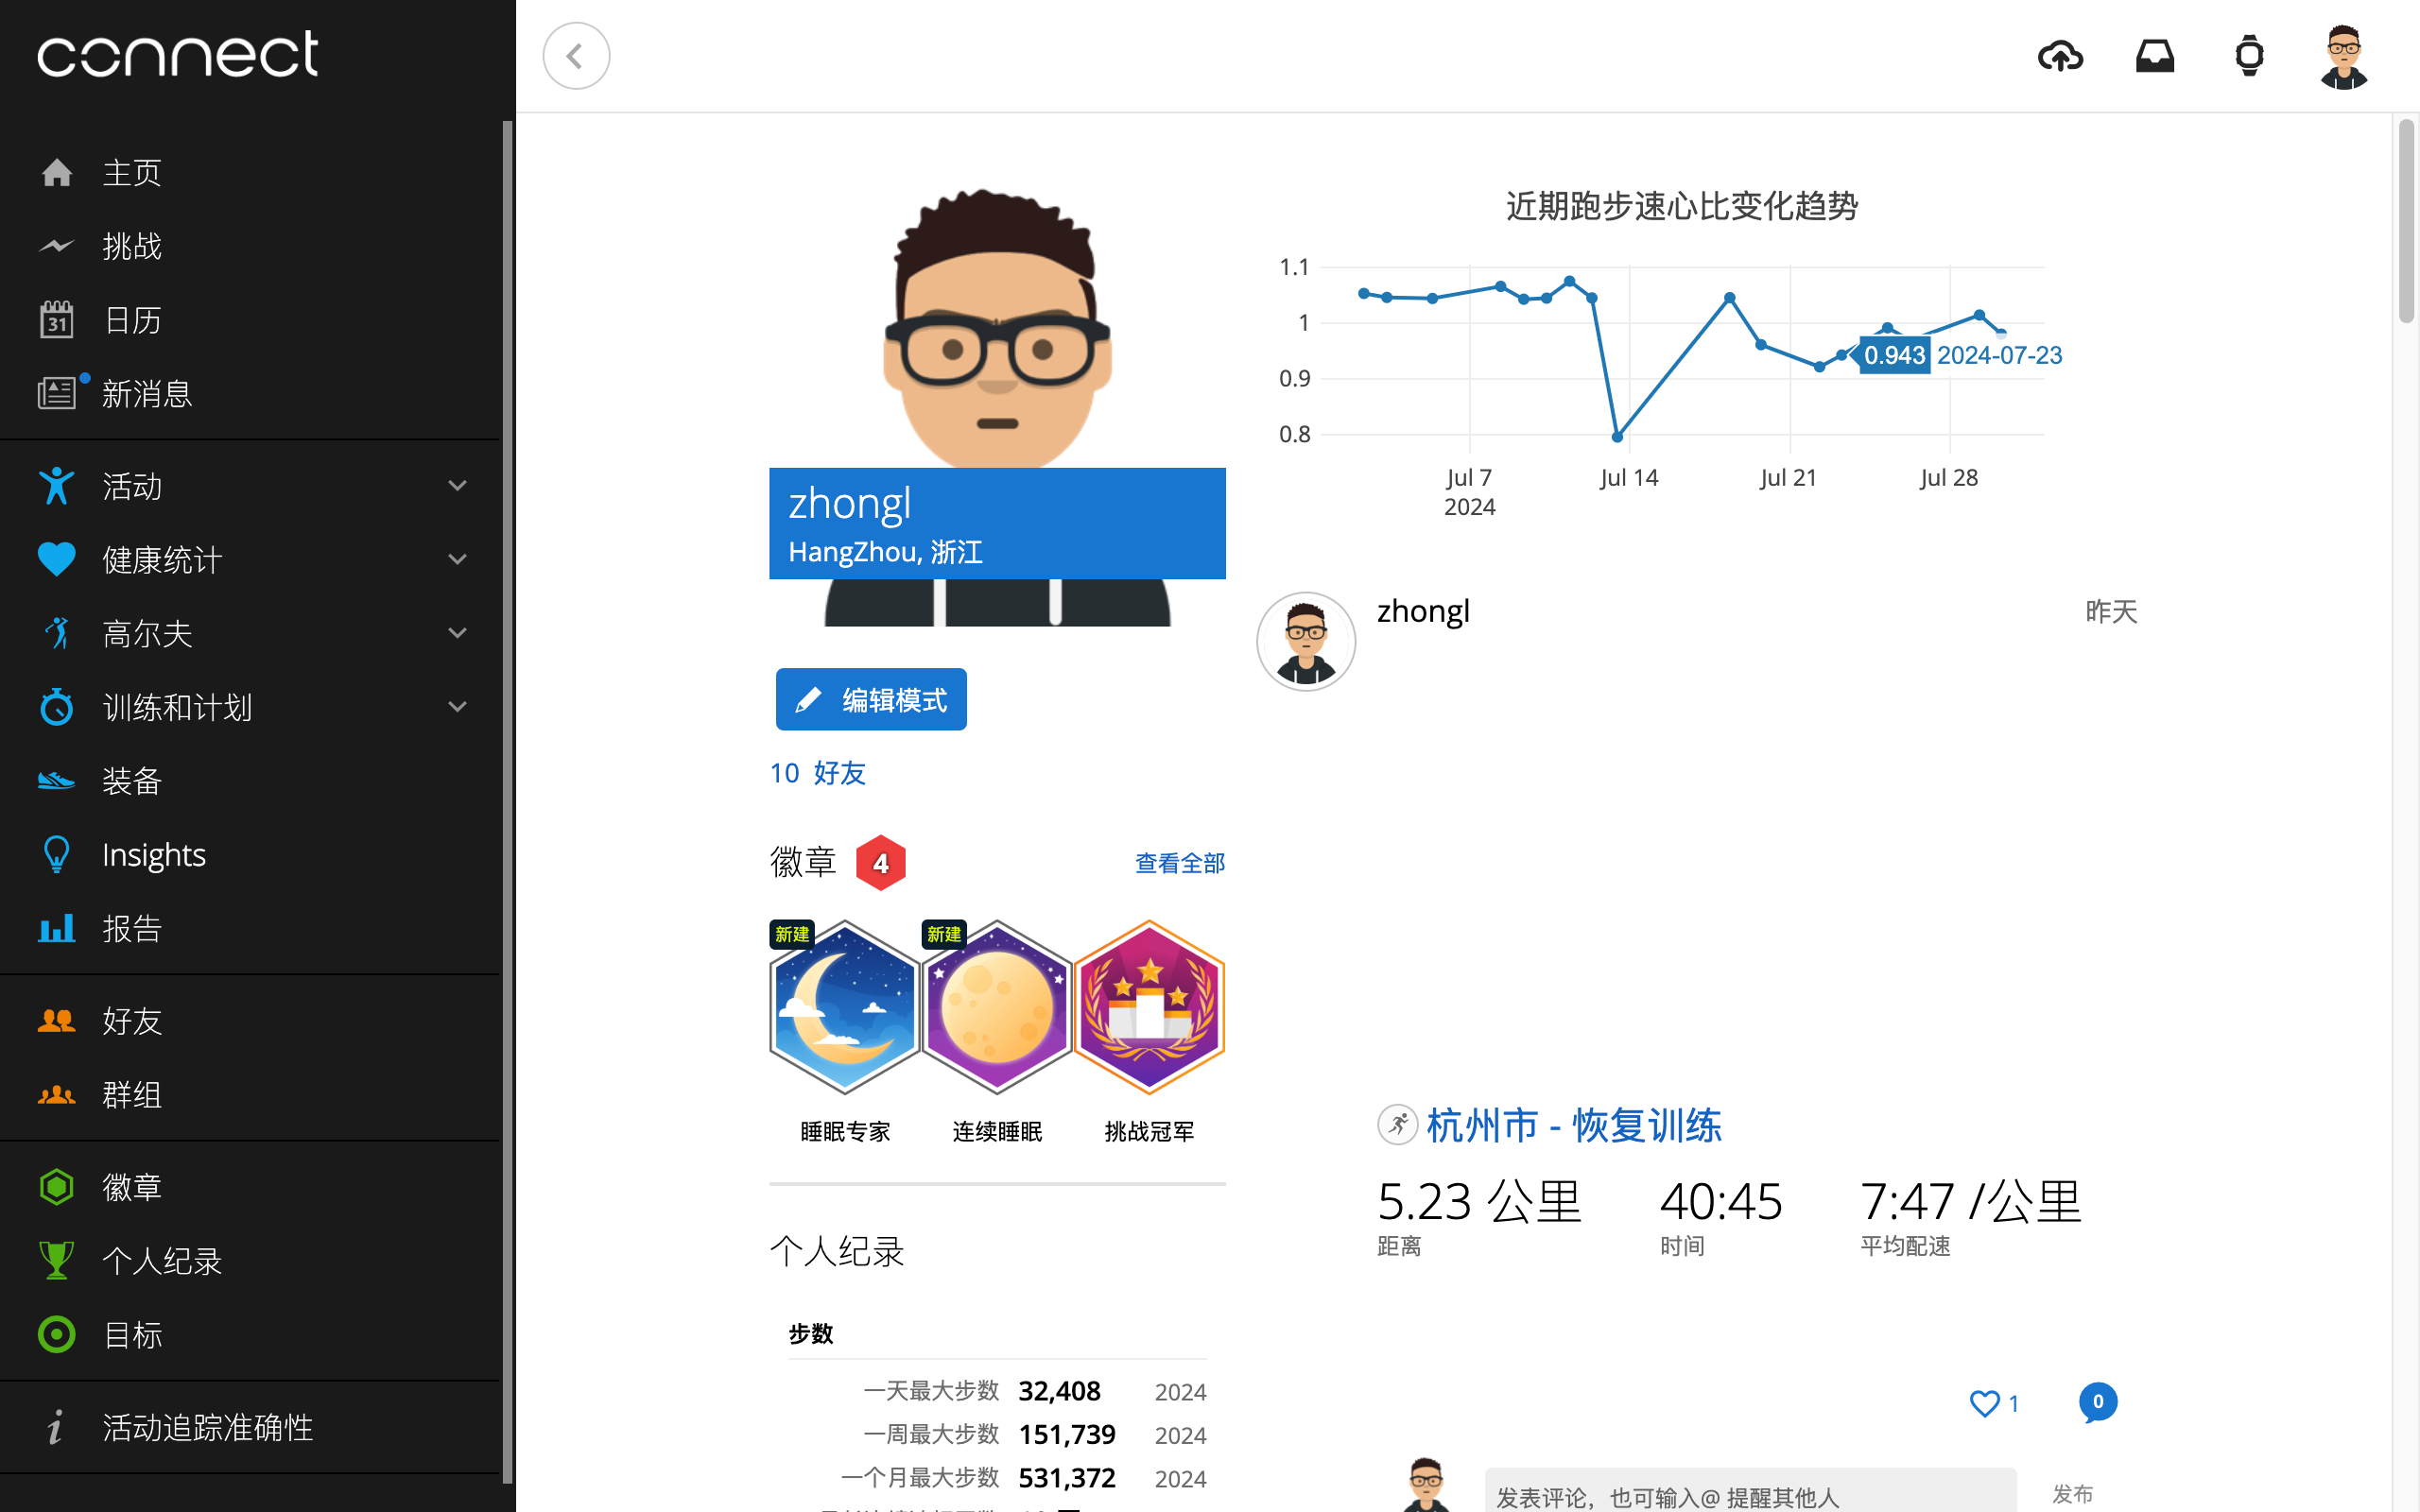 connect
主页
挑战
31
日历
新消息
活动
健康统计
高尔夫
训练和计划
装备
Insights
报告
好友
群组
徽章
个人纪录
目标
活动追踪准确性
zhongl
HangZhou, 浙江
编辑模式
10 好友
徽章 4 查看全部
新建 新建
睡眠专家 连续睡眠 挑战冠军
个人纪录
步数
一天最大步数 32,408 2024
一周最大步数 151,739 2024
一个月最大步数 531,372 2024
近期跑步速心比变化趋势
1.1
1
0.9
0.8
0.943 2024-07-23
Jul 7 Jul 14 Jul 21 Jul 28
2024
zhongl 昨天
杭州市 - 恢复训练
5.23 公里 40:45 7:47 /公里
距离 时间 平均配速
1 0
发表评论，也可输入@ 提醒其他人 发布